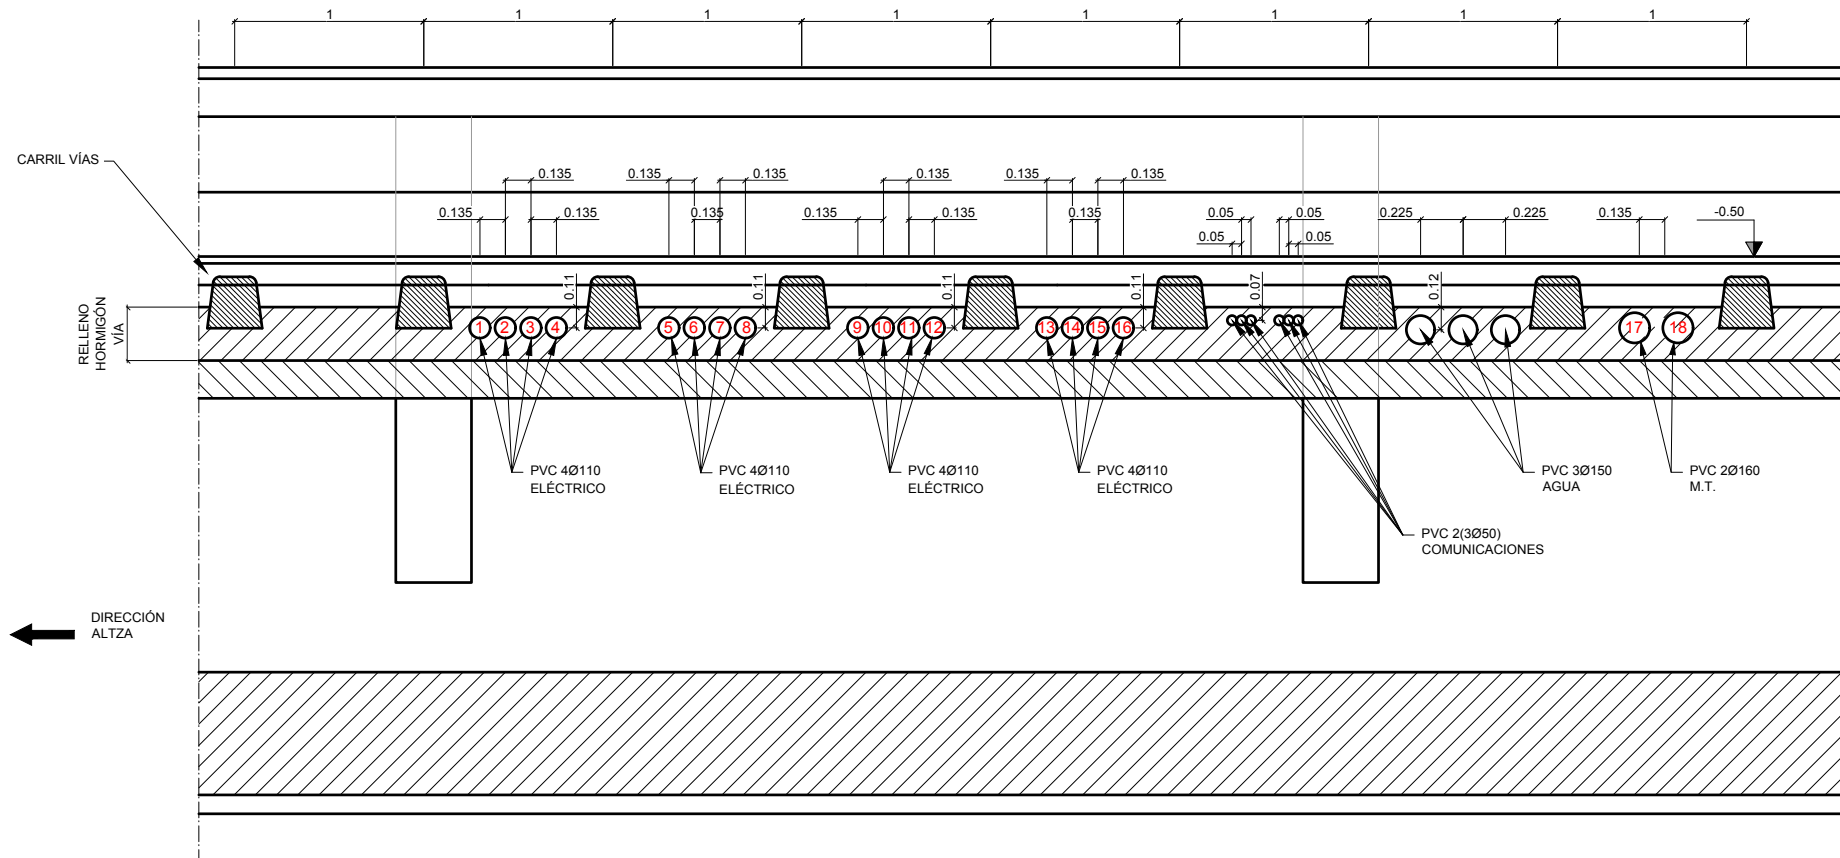 1 1 1 1 1 1 1 1
CARRIL VÍAS
0.135 0.135 0.135 0.135 0.135 0.135
0.135 0.135 0.135 0.135 0.135 0.135 0.05 0.05 0.225 0.225 0.135 -0.50
0.05 0.05
0.11 0.11 0.11 0.11 0.07 0.12
RELLENO
HORMIGÓN
VÍA
1 2 3 4 5 6 7 8 9 10 11 12 13 14 15 16 17 18
PVC 4Ø110
ELÉCTRICO
PVC 4Ø110
ELÉCTRICO
PVC 4Ø110
ELÉCTRICO
PVC 4Ø110
ELÉCTRICO
PVC 3Ø150
AGUA
PVC 2Ø160
M.T.
PVC 2(3Ø50)
COMUNICACIONES
DIRECCIÓN
ALTZA